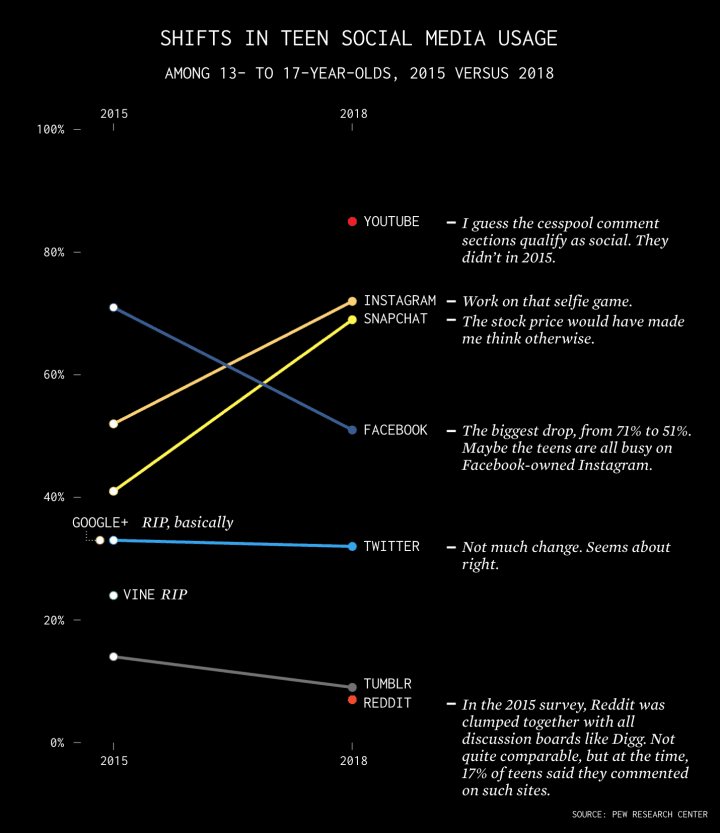 SHIFTS IN TEEN SOCIAL MEDIA USAGE
AMONG 13- TO 17-YEAR-OLDS, 2015 VERSUS 2018
2015
2018
100%
YOUTUBE
I guess the cesspool comment
sections qualify as social. They
didn't in 2015.
80%
INSTAGRAM
Work on that selfie game.
SNAPCHAT
The stock price would have made
me think otherwise.
60%
FACEBOOK
The biggest drop, from 71% to 51%.
Maybe the teens are all busy on
Facebook-owned Instagram.
40%
GOOGLE+ RIP, basically
TWITTER
Not much change. Seems about
right.
VINE RIP
20%
TUMBLR
REDDIT
In the 2015 survey, Reddit was
clumped together with all
discussion boards like Digg. Not
quite comparable, but at the time,
17% of teens said they commented
on such sites.
0%
2015
2018
SOURCE: PEW RESEARCH CENTER